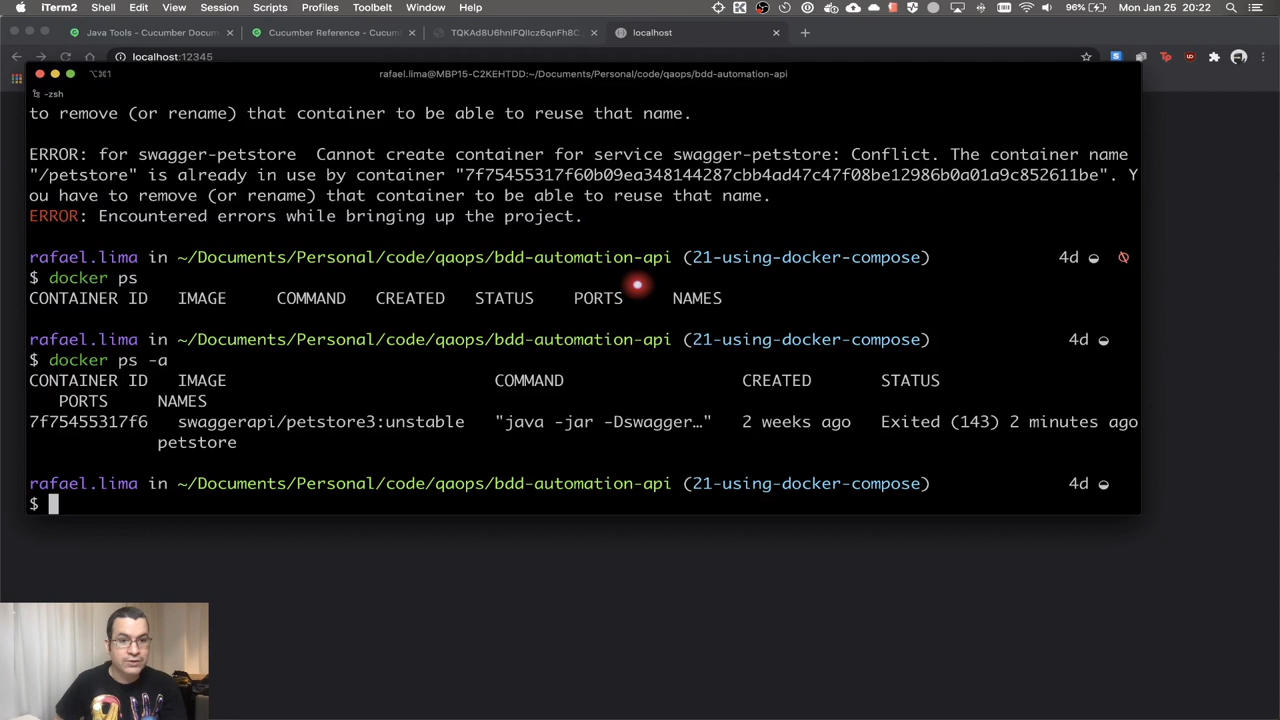 iTerm2 Shell Edit View Session Scripts Profiles Toolbelt Window Help 96% Mon Jan 25 20:22
Java Tools - Cucumber Docum Cucumber Reference - Cucum localhost
localhost:12345
⌥⌘1 rafael.lima@MBP15-C2KEHTDD:~/Documents/Personal/code/qaops/bdd-automation-api
-zsh
to remove (or rename) that container to be able to reuse that name.
ERROR: for swagger-petstore Cannot create container for service swagger-petstore: Conflict. The container name
"/petstore" is already in use by container "7f75455317f60b09ea348144287cbb4ad47c47f08be12986b0a01a9c852611be". Y
ou have to remove (or rename) that container to be able to reuse that name.
ERROR: Encountered errors while bringing up the project.
rafael.lima in ~/Documents/Personal/code/qaops/bdd-automation-api (21-using-docker-compose) 4d
$ docker ps
CONTAINER ID IMAGE COMMAND CREATED STATUS PORTS NAMES
rafael.lima in ~/Documents/Personal/code/qaops/bdd-automation-api (21-using-docker-compose) 4d
$ docker ps -a
CONTAINER ID IMAGE COMMAND CREATED STATUS
PORTS NAMES
7f75455317f6 swaggerapi/petstore3:unstable "java -jar -Dswagger…" 2 weeks ago Exited (143) 2 minutes ago
petstore
rafael.lima in ~/Documents/Personal/code/qaops/bdd-automation-api (21-using-docker-compose) 4d
$